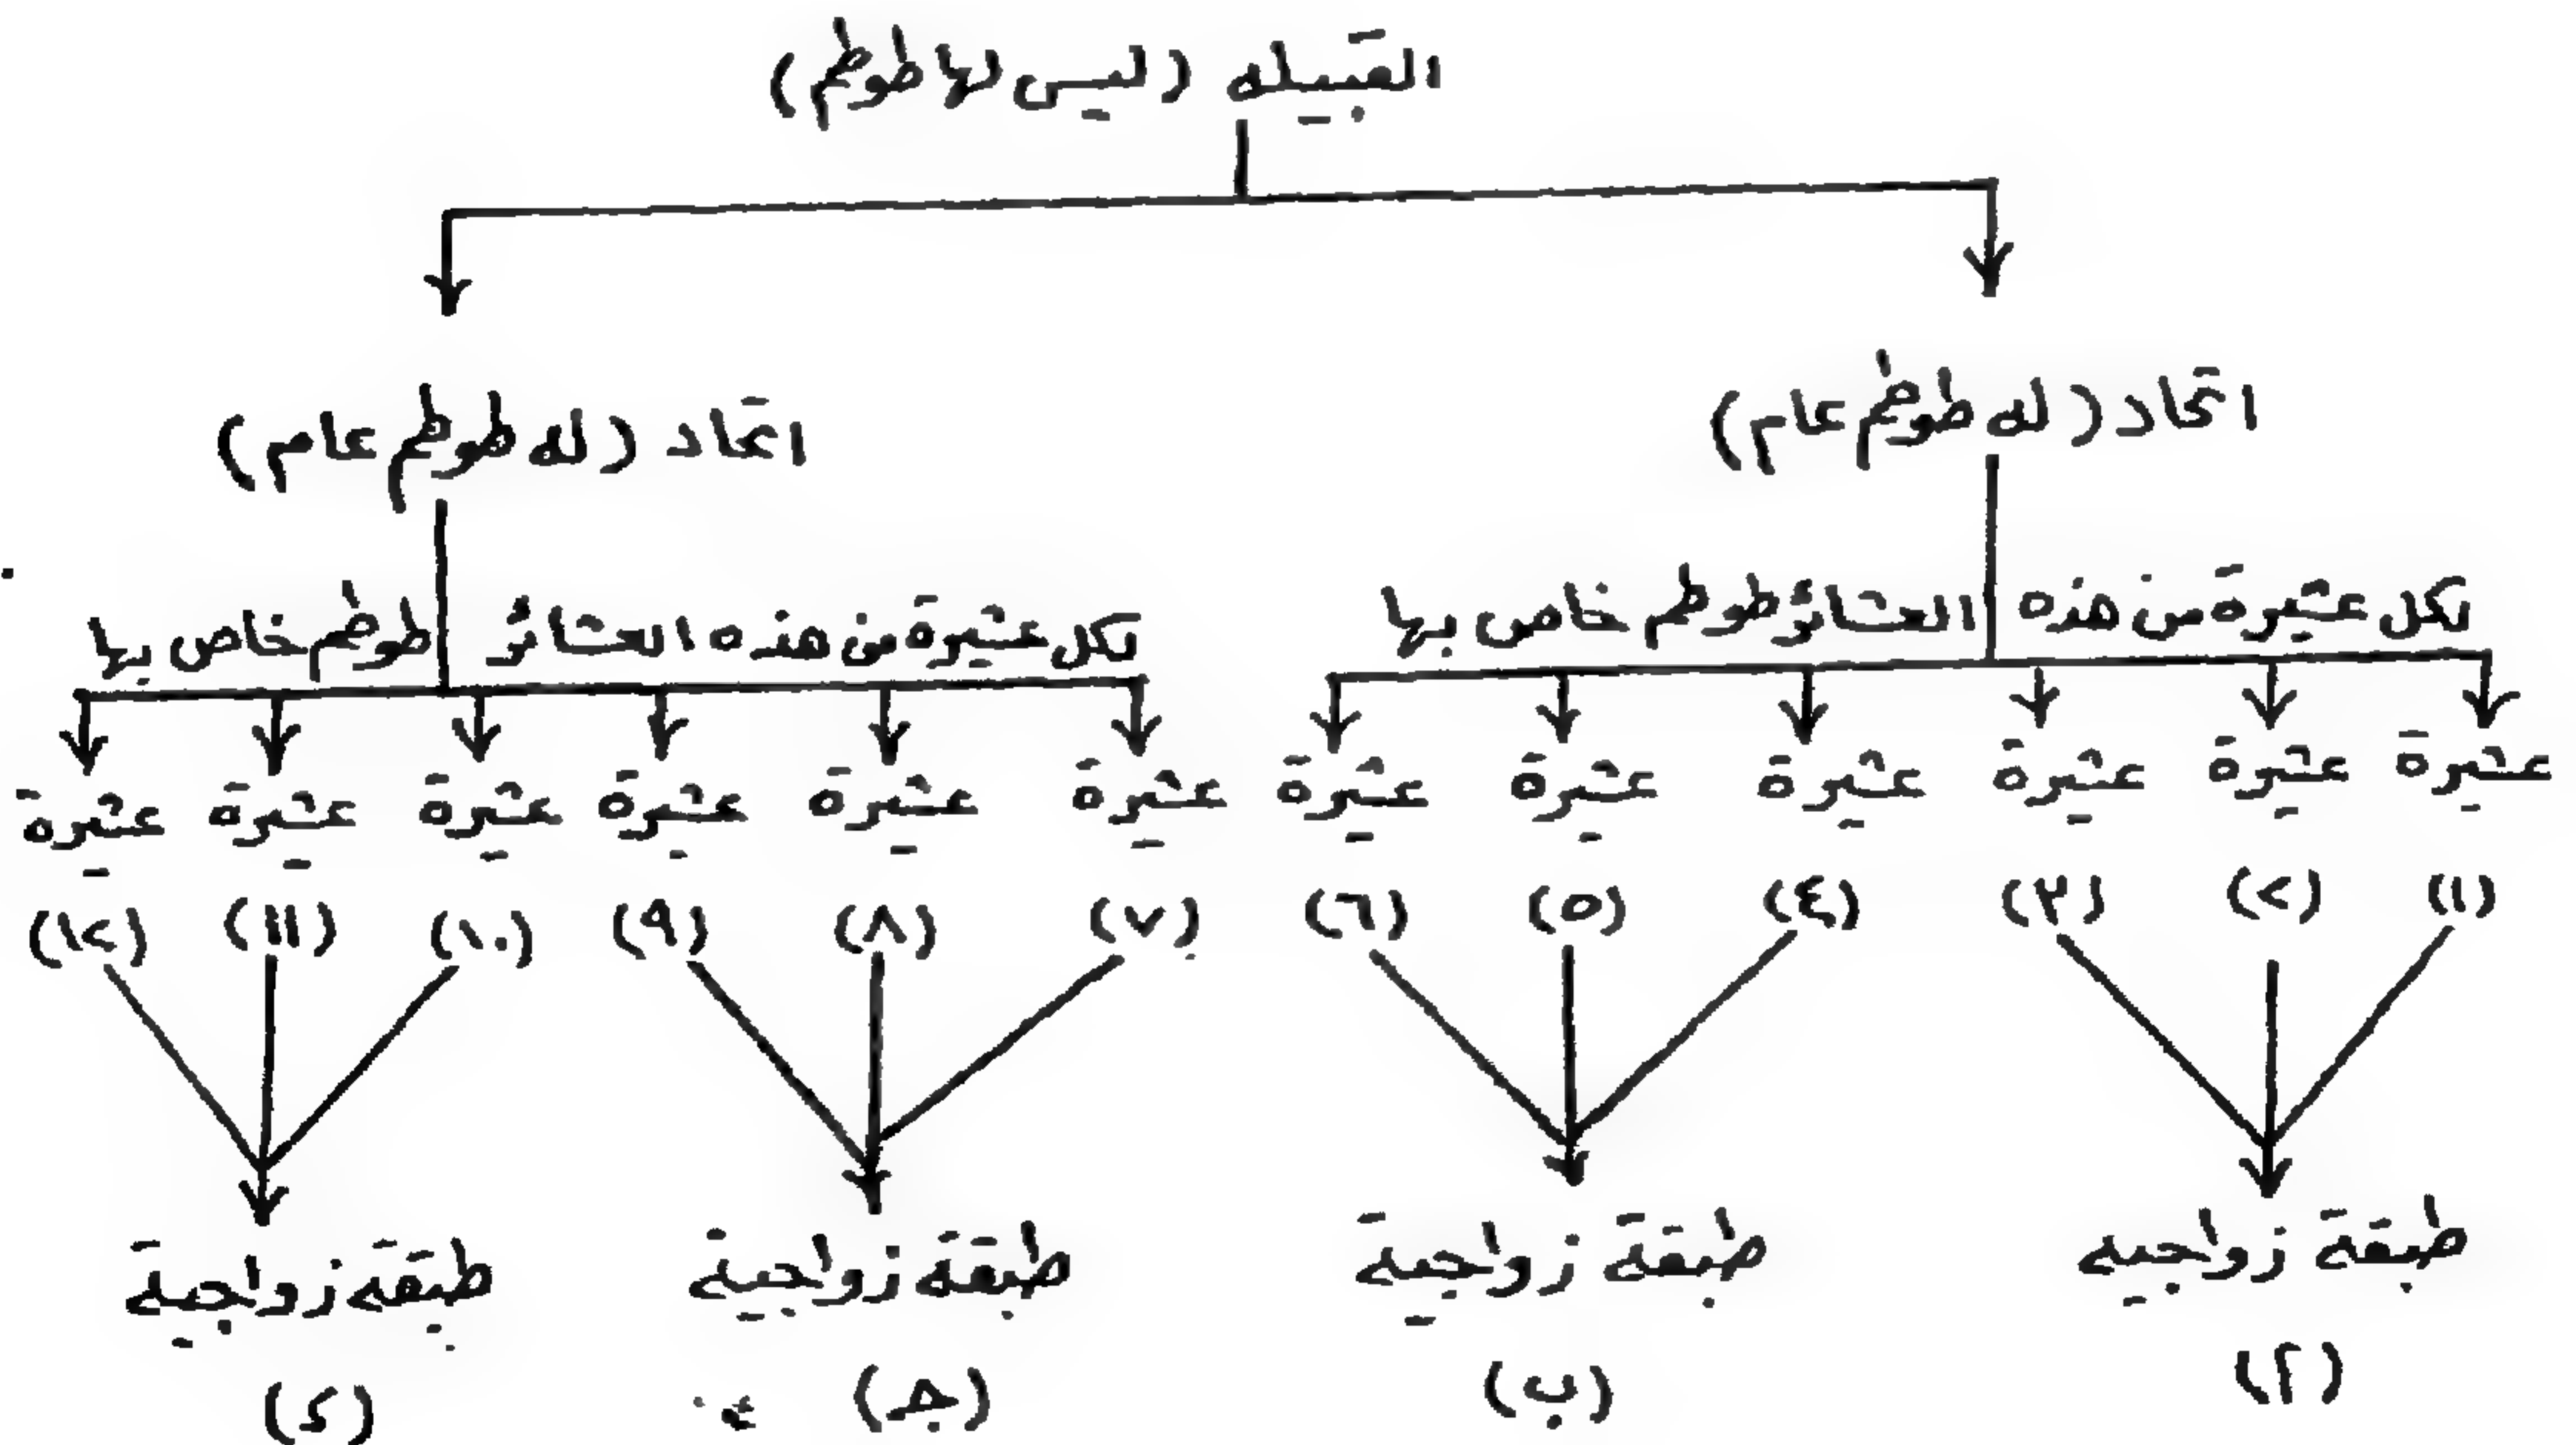 القبيله (ليس لها طوطم)
اتحاد (له طوطم عام)
اتحاد (له طوطم عام)
لكل عشيرة من هذه العشائر طوطم خاص بها
لكل عشيرة من هذه العشائر طوطم خاص بها
عشيرة عشيرة عشيرة عشيرة عشيرة عشيرة
عشيرة عشيرة عشيرة عشيرة عشيرة عشيرة
(١) (٢) (٣) (٤) (٥) (٦)
(٧) (٨) (٩) (١٠) (١١) (١٢)
طبقة زواجيه
طبقة زواجية
طبقة زواجية
طبقة زواجية
(أ)
(ب)
(جـ)
(د)